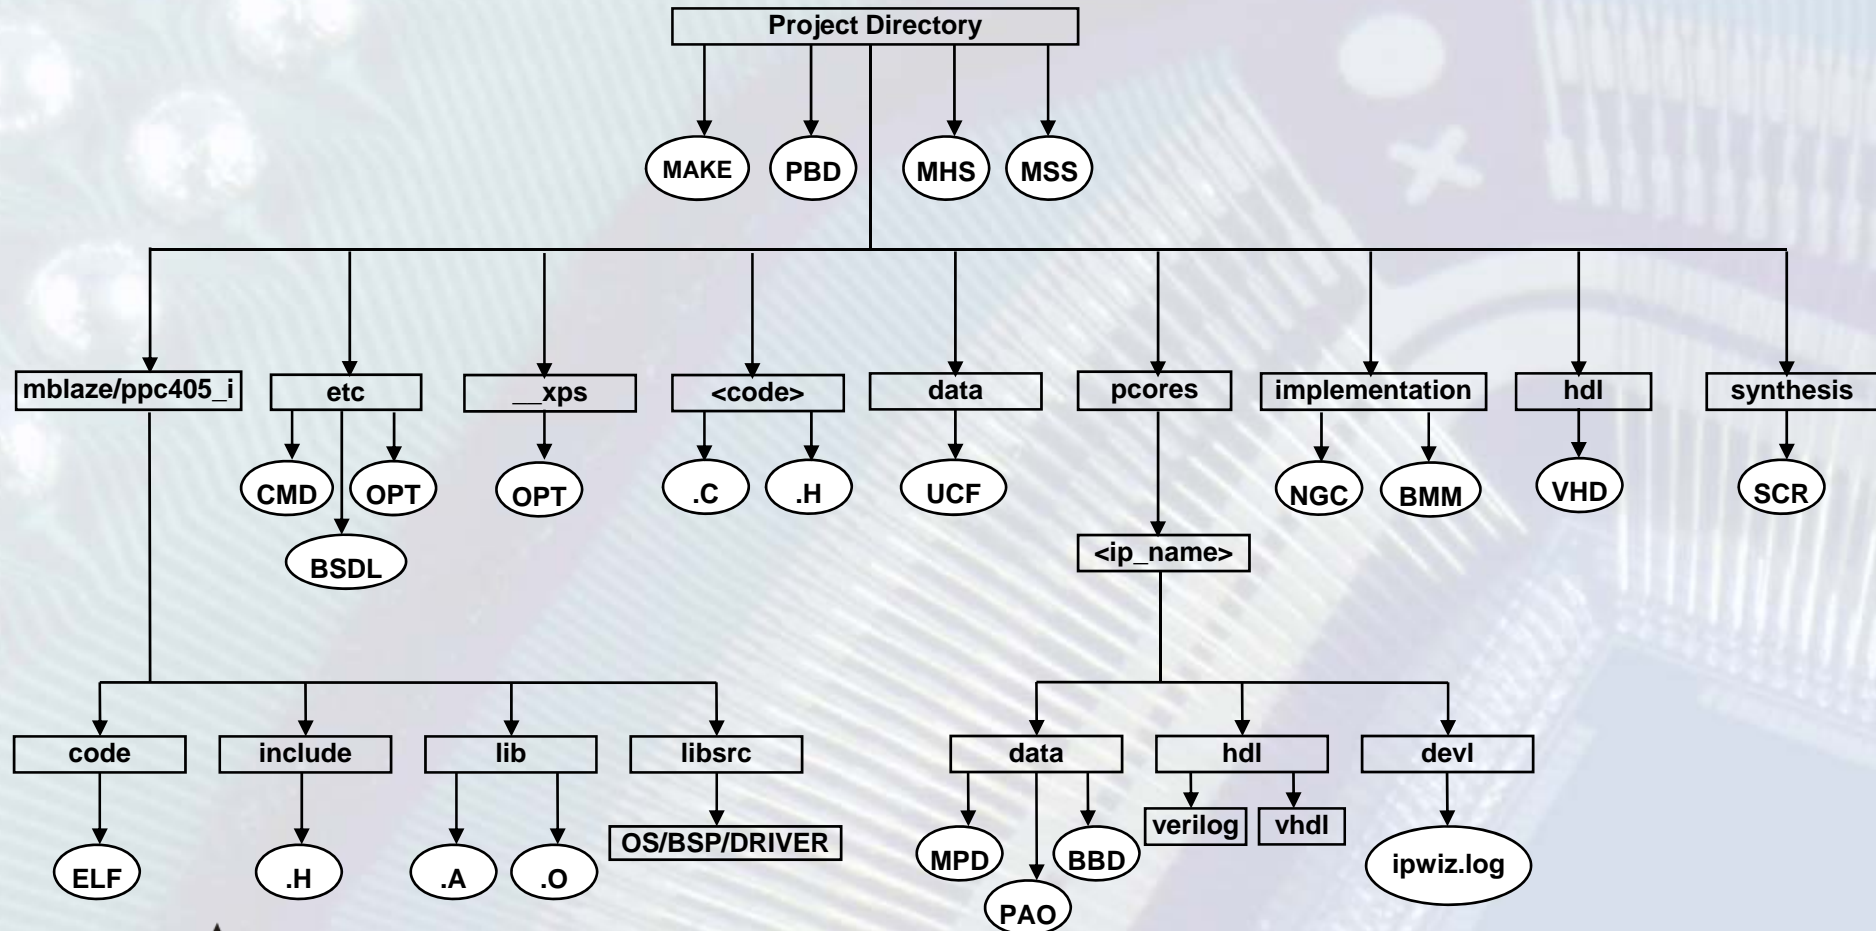 Project Directory
MAKE PBD MHS MSS
mblaze/ppc405_i etc __xps <code> data pcores implementation hdl synthesis
CMD OPT OPT .C .H UCF NGC BMM VHD SCR
BSDL
<ip_name>
code include lib libsrc data hdl devl
OS/BSP/DRIVER verilog vhdl
ELF .H .A .O MPD BBD ipwiz.log
PAO